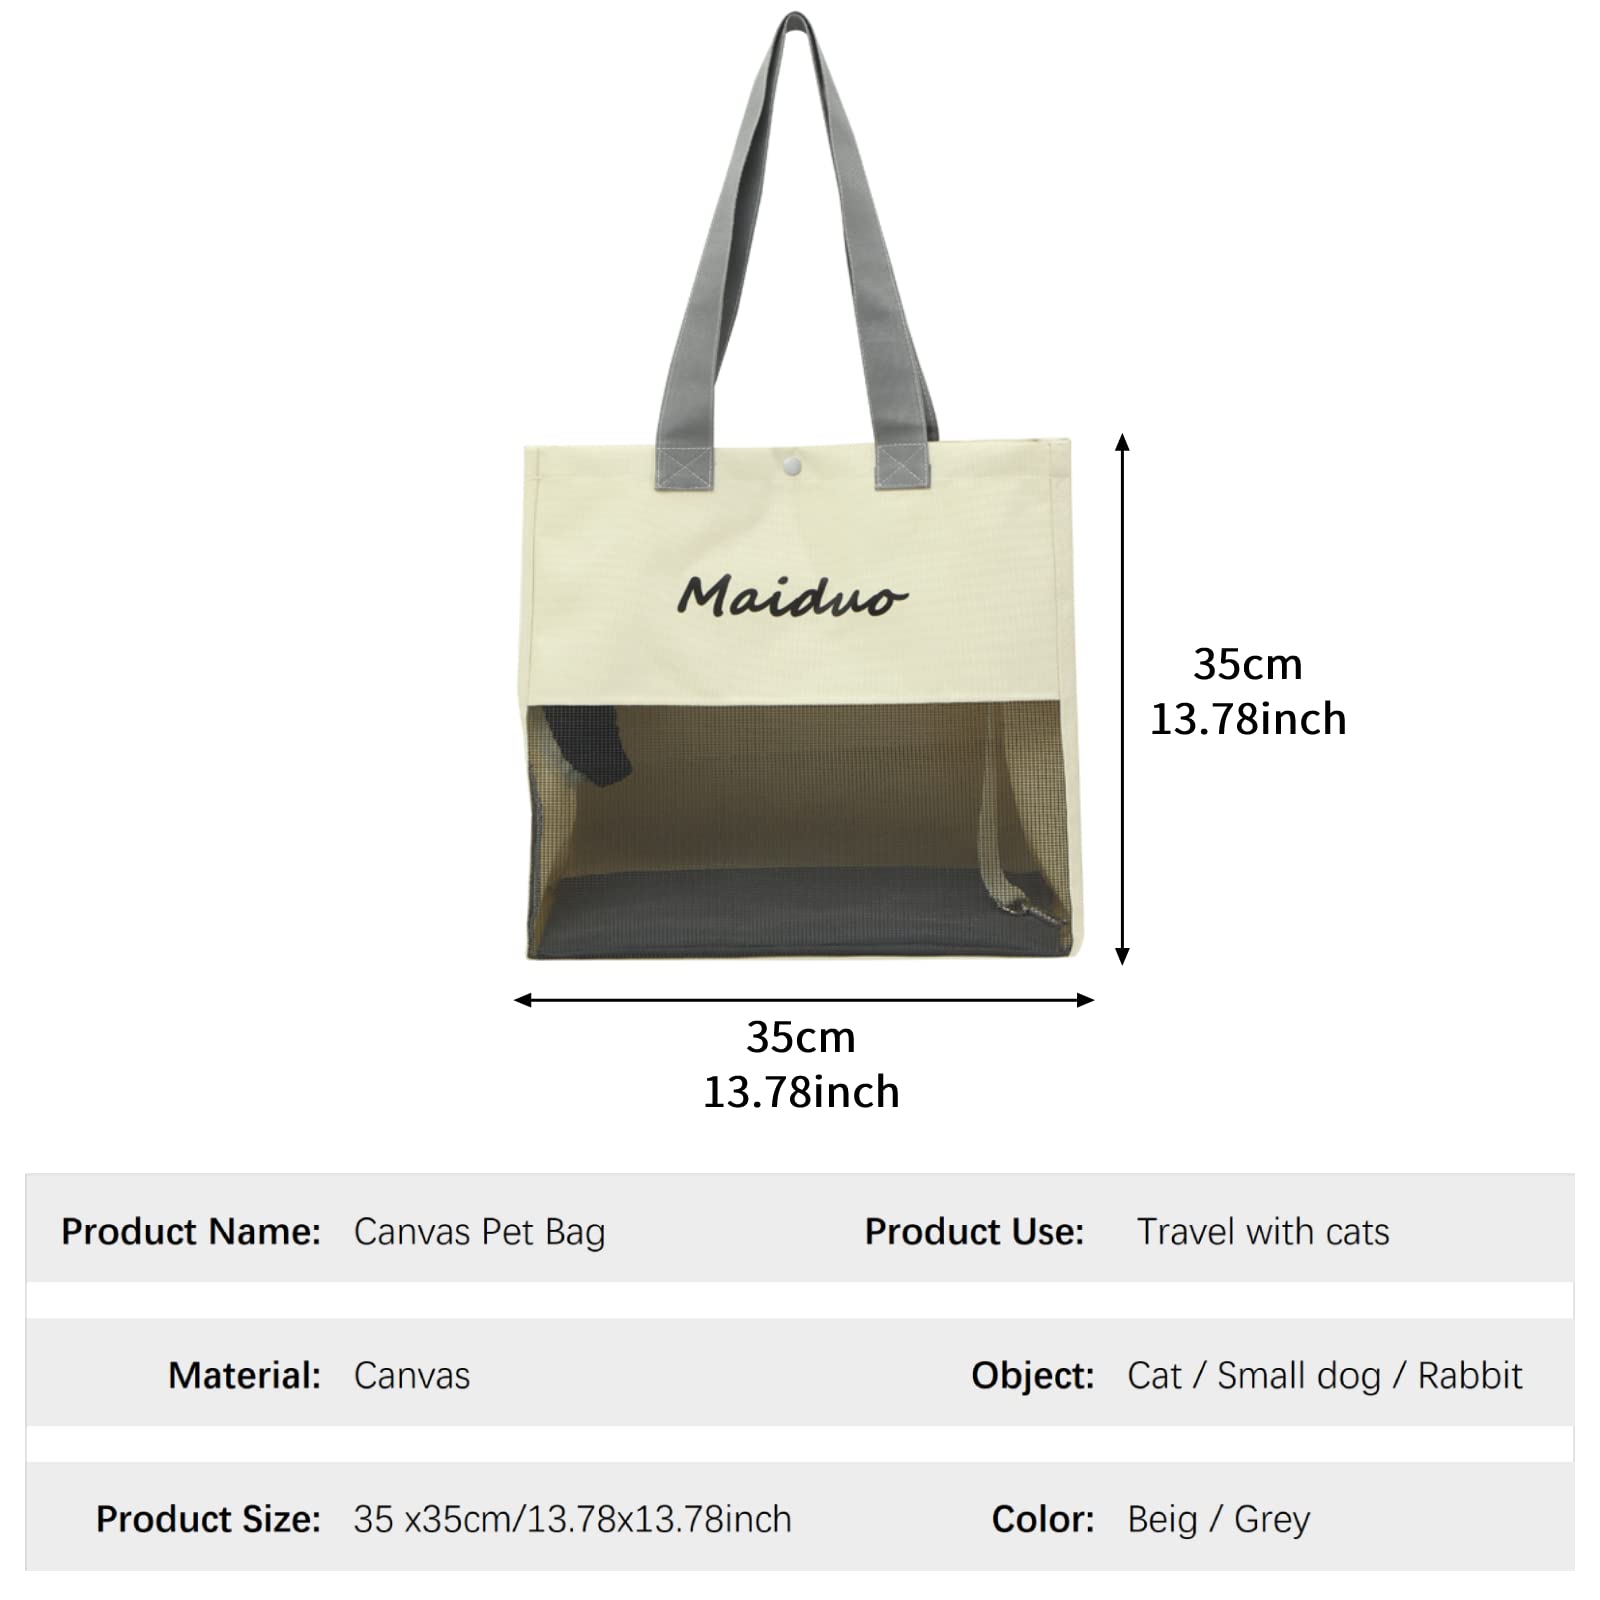 Maiduo
35cm
13.78inch
35cm
13.78inch
Product Name: Canvas Pet Bag Product Use: Travel with cats
Material: Canvas Object: Cat / Small dog / Rabbit
Product Size: 35 x35cm/13.78x13.78inch Color: Beig / Grey